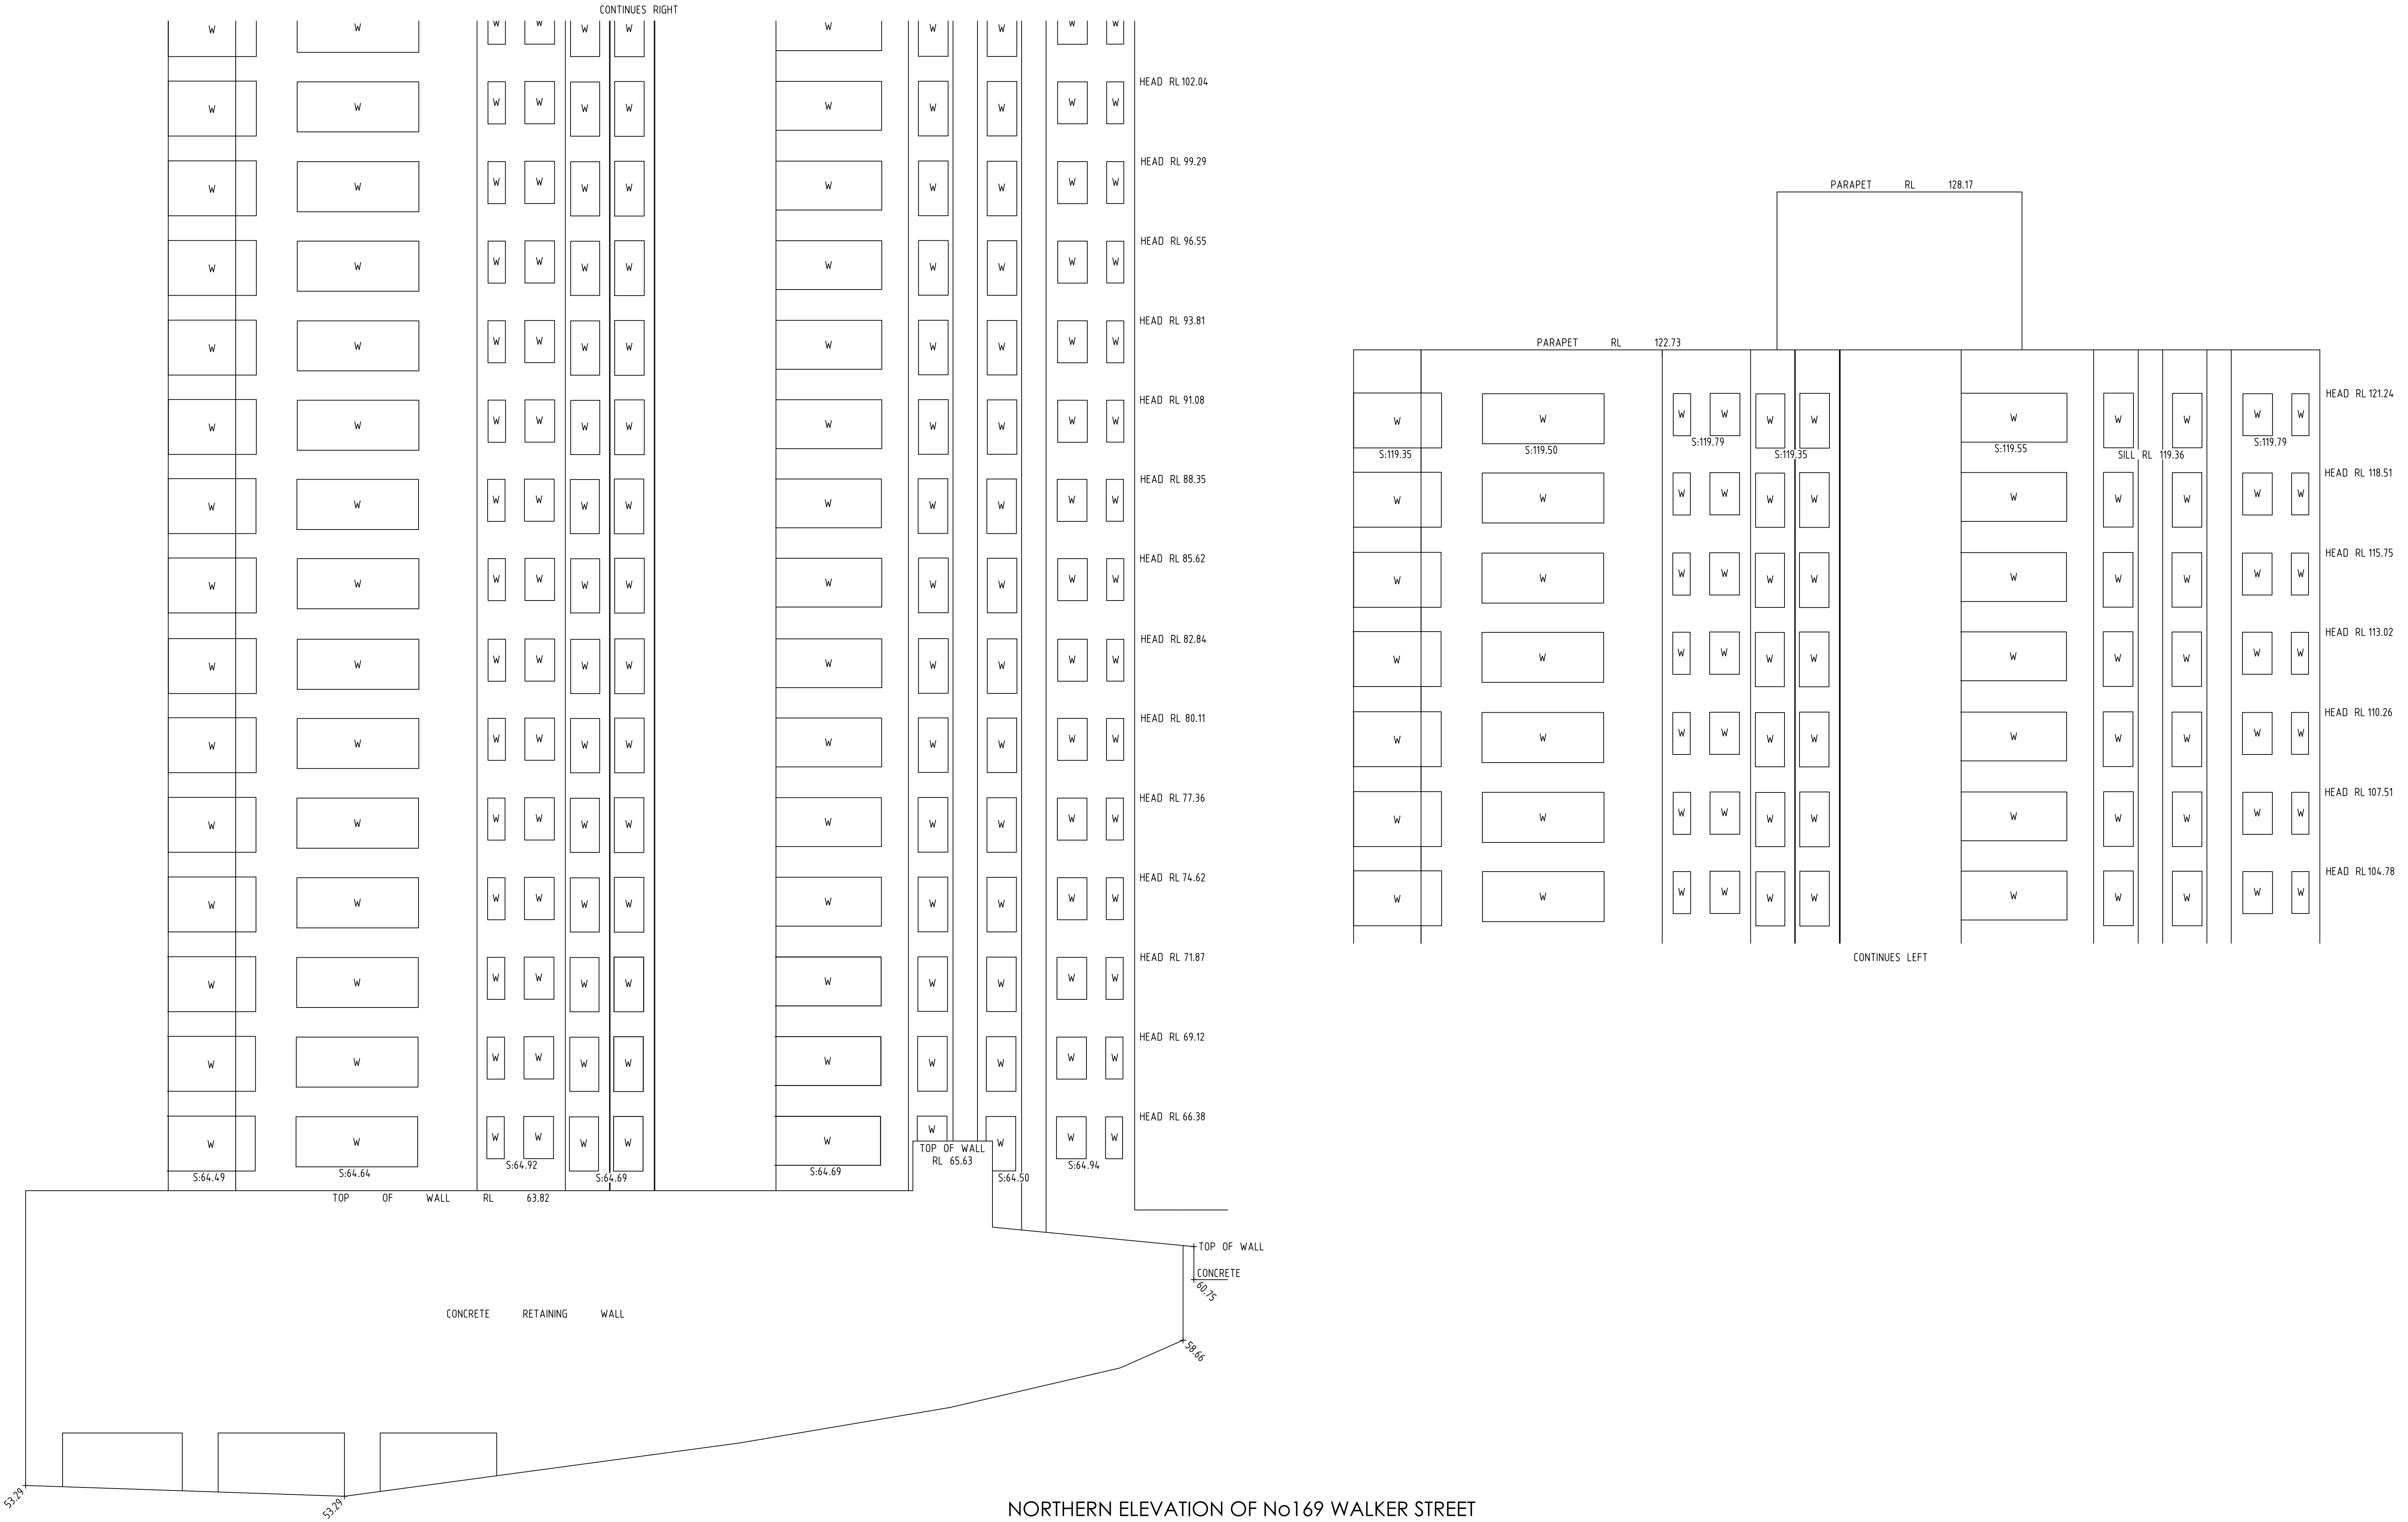 CONTINUES RIGHT
W W W W W W W W W W W
HEAD RL 102.04
W W W W W W W W W W W
HEAD RL 99.29
W W W W W W W W W W W
HEAD RL 96.55
W W W W W W W W W W W
HEAD RL 93.81
W W W W W W W W W W W
HEAD RL 91.08
W W W W W W W W W W W
HEAD RL 88.35
W W W W W W W W W W W
HEAD RL 85.62
W W W W W W W W W W W
HEAD RL 82.84
W W W W W W W W W W W
HEAD RL 80.11
W W W W W W W W W W W
HEAD RL 77.36
W W W W W W W W W W W
HEAD RL 74.62
W W W W W W W W W W W
HEAD RL 71.87
W W W W W W W W W W W
HEAD RL 69.12
W W W W W W W W W W W
HEAD RL 66.38
W W W W W W W W W W W
TOP OF WALL
RL 65.63
S:64.49 S:64.64 S:64.92 S:64.69 S:64.69 S:64.50 S:64.94
TOP OF WALL RL 63.82
TOP OF WALL
CONCRETE
60.75
CONCRETE RETAINING WALL
58.66
53.29
53.29
PARAPET RL 128.17
PARAPET RL 122.73
HEAD RL 121.24
W W W W W W W W W W W
S:119.35 S:119.50 S:119.79 S:119.35 S:119.55 SILL RL 119.36 S:119.79
HEAD RL 118.51
W W W W W W W W W W W
HEAD RL 115.75
W W W W W W W W W W W
HEAD RL 113.02
W W W W W W W W W W W
HEAD RL 110.26
W W W W W W W W W W W
HEAD RL 107.51
W W W W W W W W W W W
HEAD RL 104.78
W W W W W W W W W W W
CONTINUES LEFT
NORTHERN ELEVATION OF No169 WALKER STREET